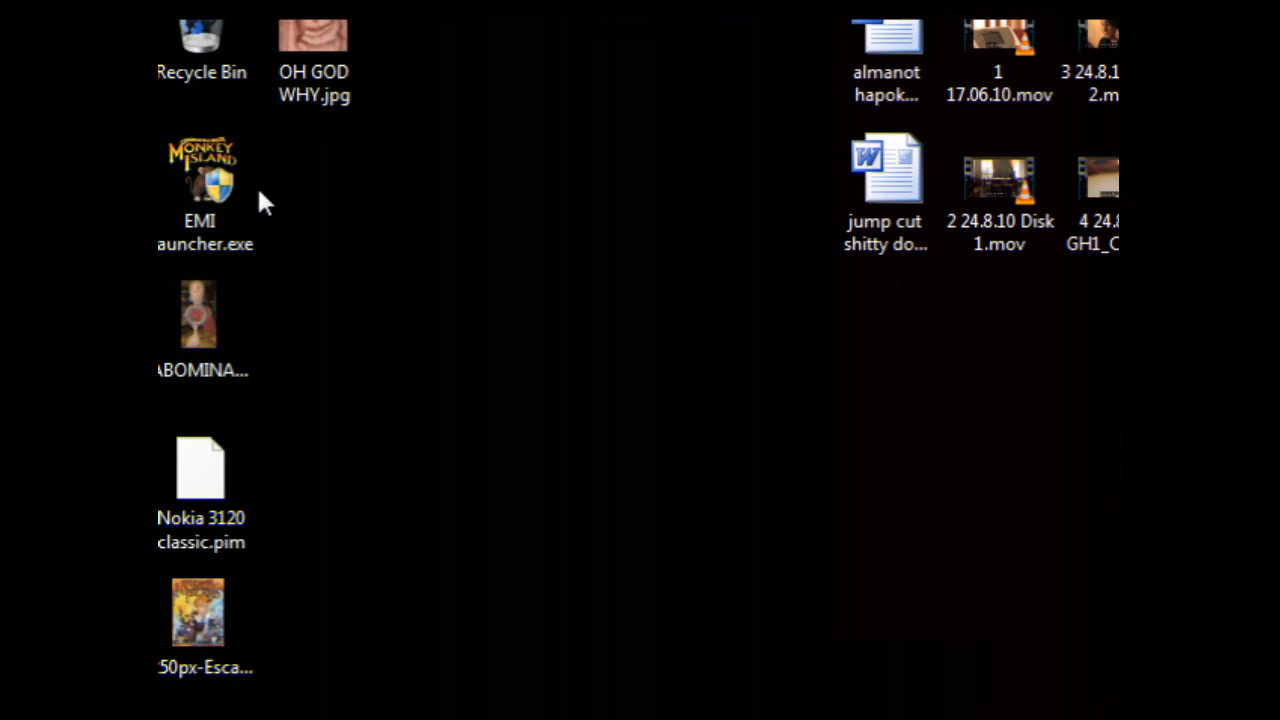 Recycle Bin
OH GOD
WHY.jpg
MONKEY
ISLAND
EMI
auncher.exe
ABOMINA...
Nokia 3120
classic.pim
50px-Esca...
almanot
hapok...
W
jump cut
shitty do...
1
17.06.10.mov
2 24.8.10 Disk
1.mov
3 24.8.1
2.m
4 24.8
GH1_C